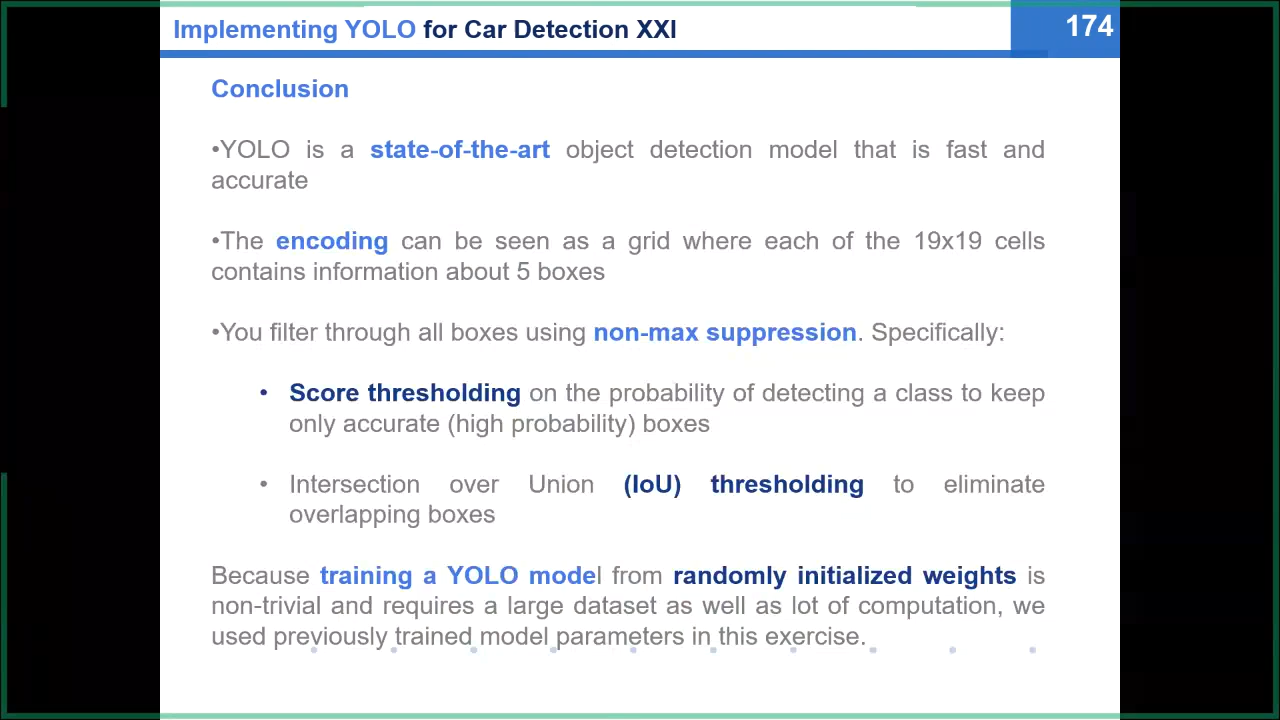 Implementing YOLO for Car Detection XXI
174
Conclusion
•YOLO is a state-of-the-art object detection model that is fast and
accurate
•The encoding can be seen as a grid where each of the 19x19 cells
contains information about 5 boxes
•You filter through all boxes using non-max suppression. Specifically:
• Score thresholding on the probability of detecting a class to keep
only accurate (high probability) boxes
• Intersection over Union (IoU) thresholding to eliminate
overlapping boxes
Because training a YOLO model from randomly initialized weights is
non-trivial and requires a large dataset as well as lot of computation, we
used previously trained model parameters in this exercise.